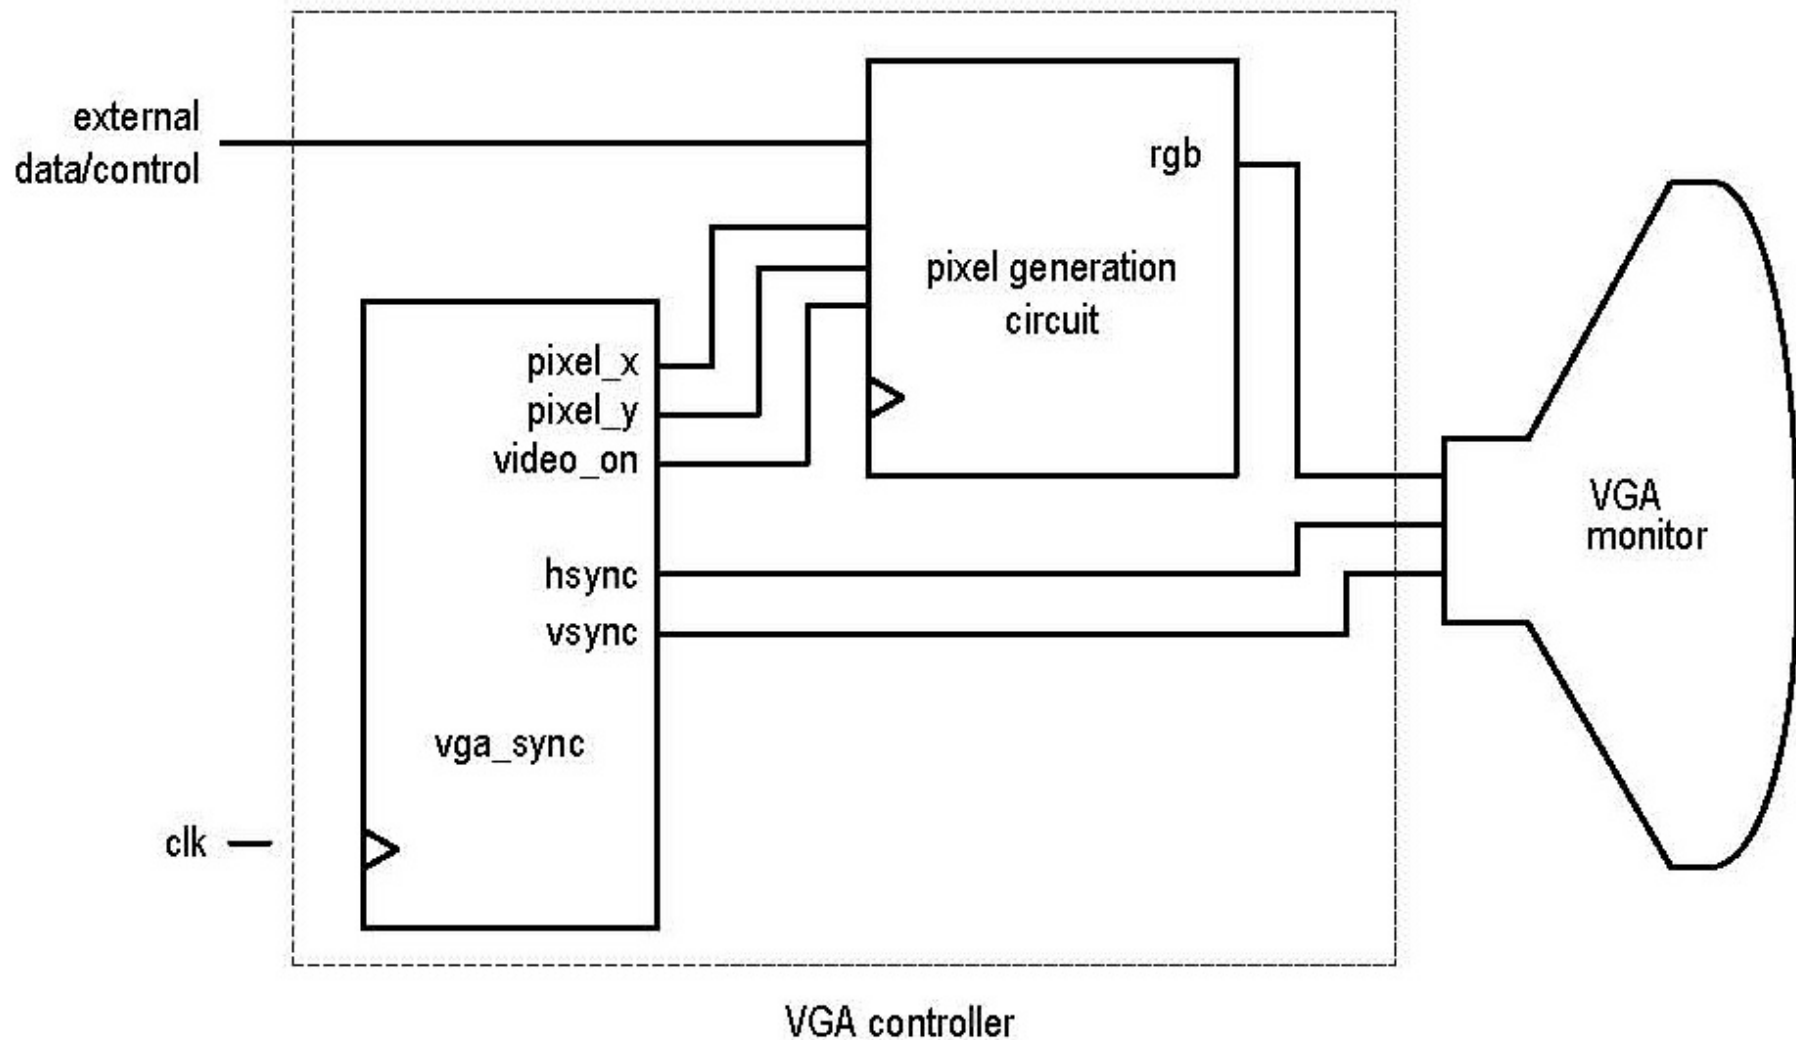 external
data/control
rgb
pixel generation
circuit
pixel_x
pixel_y
video_on
hsync
vsync
vga_sync
clk
VGA
monitor
VGA controller